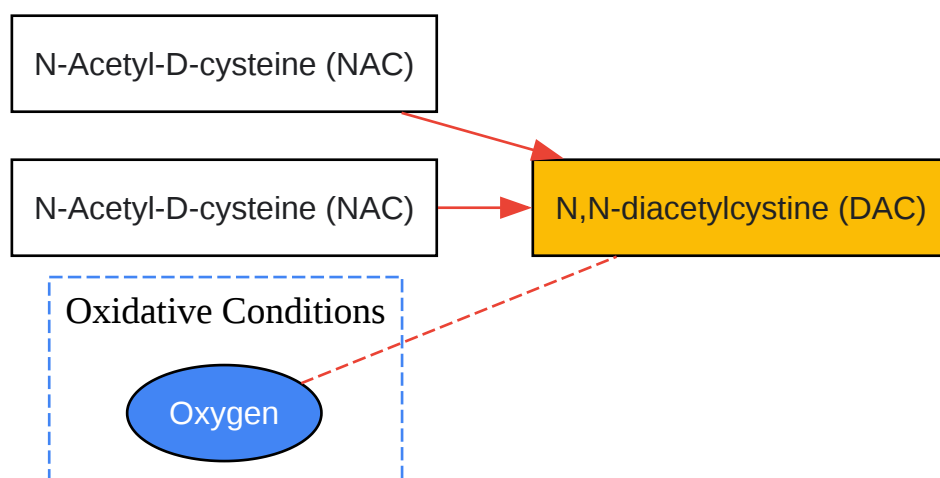 N-Acetyl-D-cysteine (NAC)
N-Acetyl-D-cysteine (NAC)
N,N-diacetylcystine (DAC)
Oxidative Conditions
Oxygen